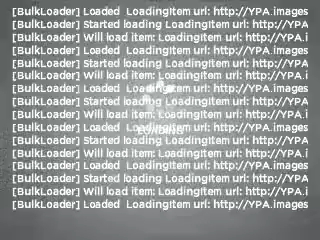 [BulkLoader] Loaded LoadingItem url: http://YPA.images
[BulkLoader] Started loading LoadingItem url: http://YPA
[BulkLoader] Will load item: LoadingItem url: http://YPA.i
[BulkLoader] Loaded LoadingItem url: http://YPA.images
[BulkLoader] Started loading LoadingItem url: http://YPA
[BulkLoader] Will load item: LoadingItem url: http://YPA.i
[BulkLoader] Loaded LoadingItem url: http://YPA.images
[BulkLoader] Started loading LoadingItem url: http://YPA
[BulkLoader] Will load item: LoadingItem url: http://YPA.i
[BulkLoader] Loaded LoadingItem url: http://YPA.images
LOADING
[BulkLoader] Started loading LoadingItem url: http://YPA
[BulkLoader] Will load item: LoadingItem url: http://YPA.i
[BulkLoader] Loaded LoadingItem url: http://YPA.images
[BulkLoader] Started loading LoadingItem url: http://YPA
[BulkLoader] Will load item: LoadingItem url: http://YPA.i
[BulkLoader] Loaded LoadingItem url: http://YPA.images